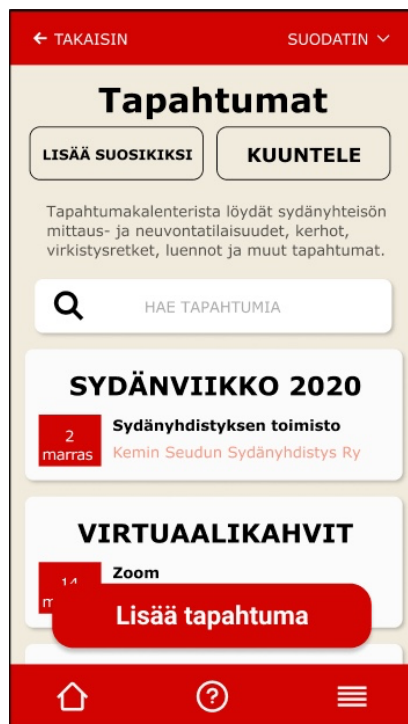 ← TAKAISIN
SUODATIN
Tapahtumat
LISÄÄ SUOSIKIKSI
KUUNTELE
Tapahtumakalenterista löydät sydänyhteisön
mittaus- ja neuvontatilaisuudet, kerhot,
virkistysretket, luennot ja muut tapahtumat.
HAE TAPAHTUMIA
SYDÄNVIIKKO 2020
2
marras
Sydänyhdistyksen toimisto
Kemin Seudun Sydänyhdistys Ry
VIRTUAALIKAHVIT
14
Zoom
Lisää tapahtuma
?